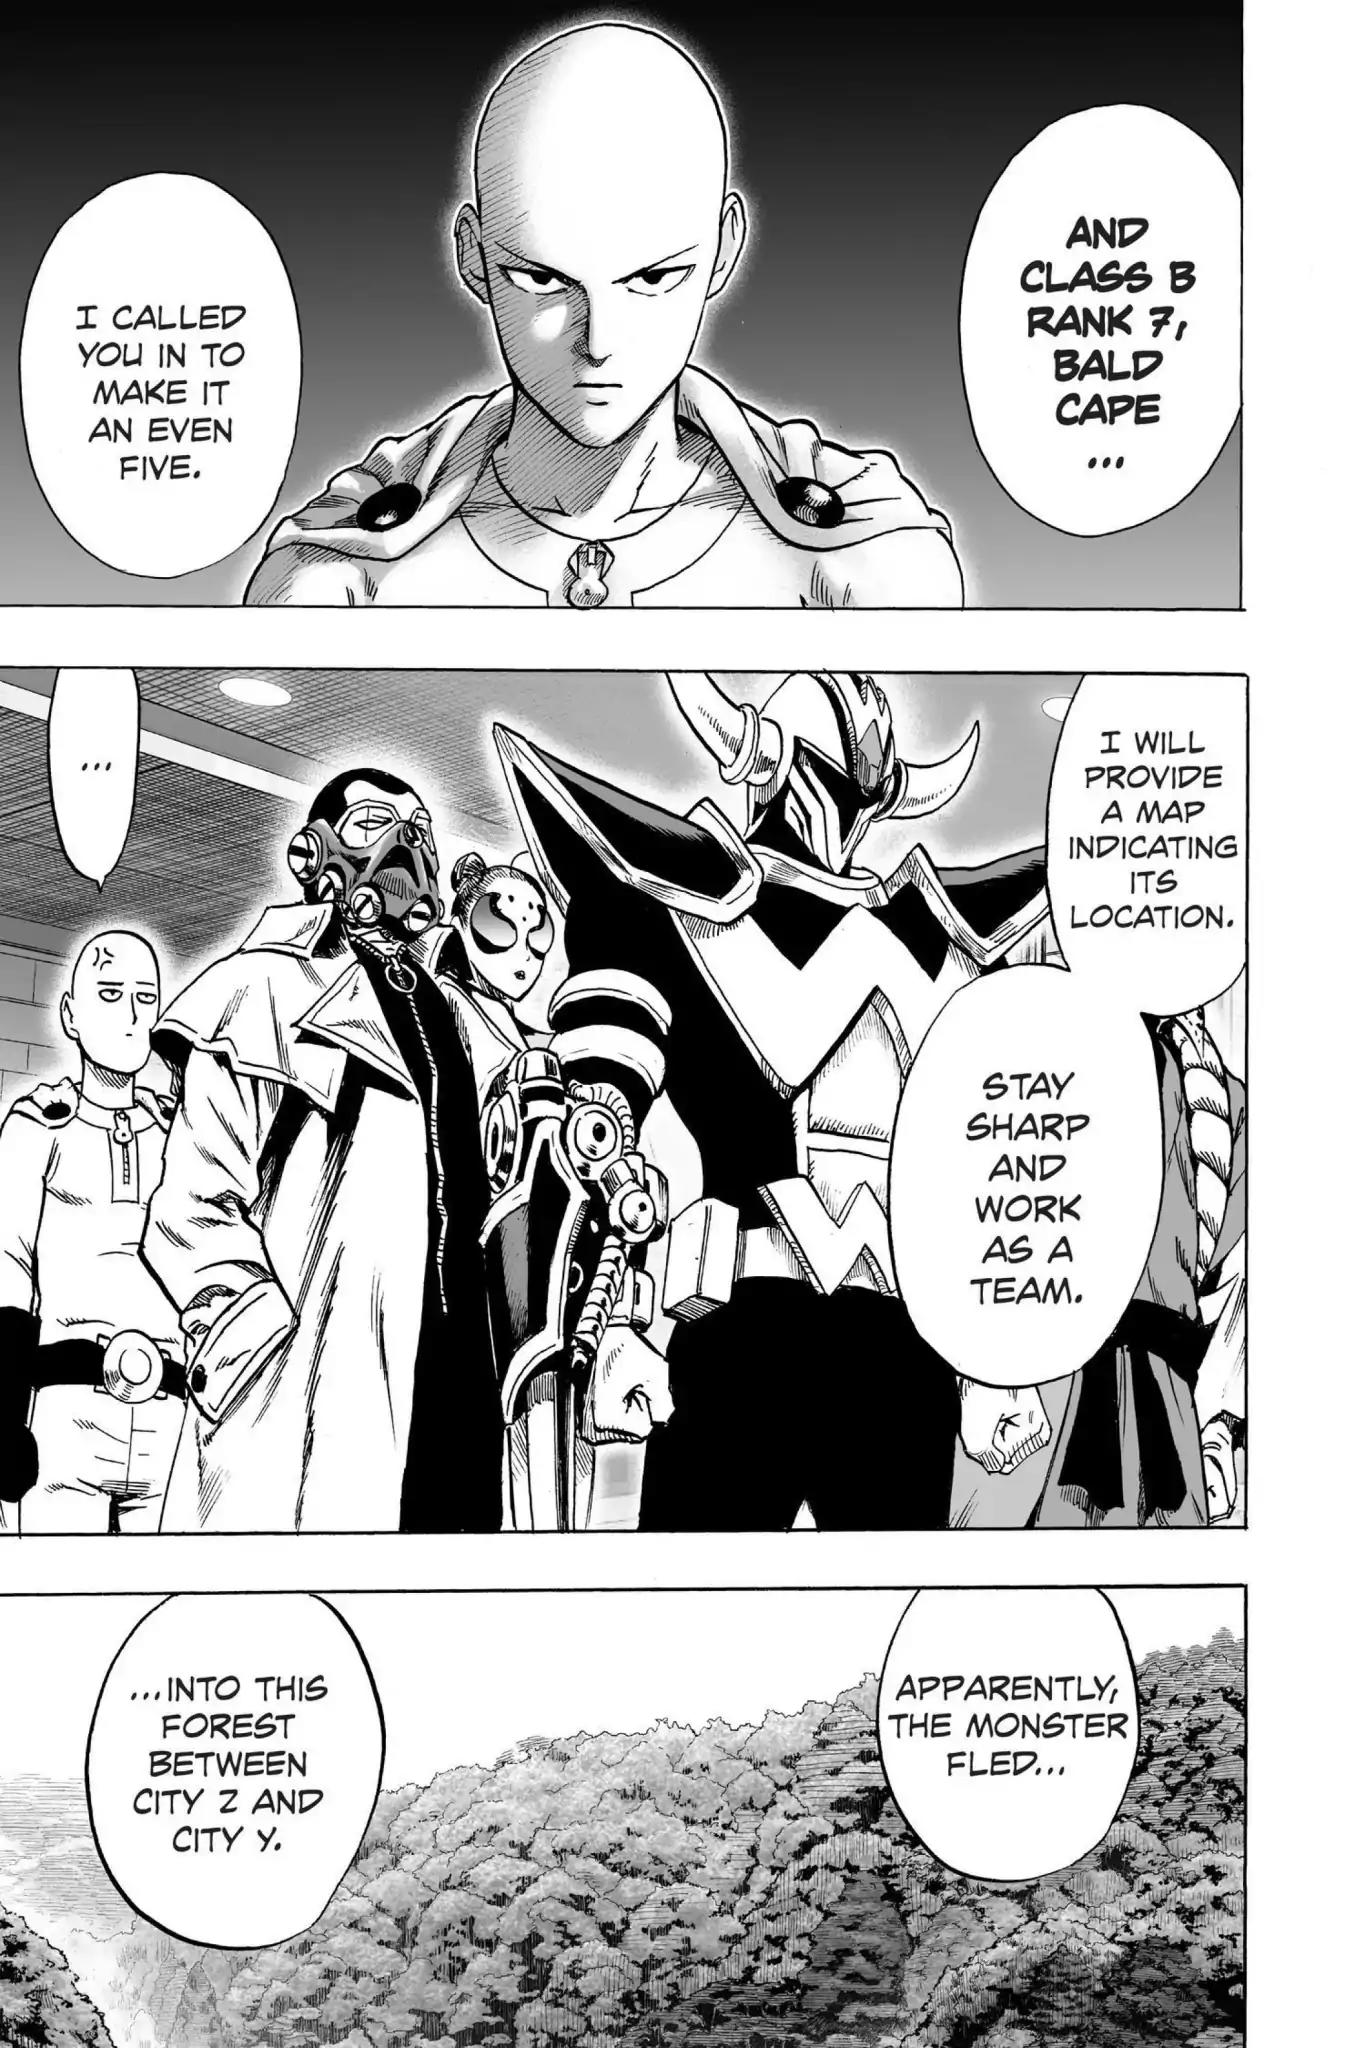 AND
CLASS B
RANK 7,
BALD
CAPE
...
I CALLED
YOU IN TO
MAKE IT
AN EVEN
FIVE.
I WILL
PROVIDE
A MAP
INDICATING
ITS
LOCATION.
STAY
SHARP
AND
WORK
AS A
TEAM.
...
APPARENTLY,
THE MONSTER
FLED...
...INTO THIS
FOREST
BETWEEN
CITY Z AND
CITY Y.